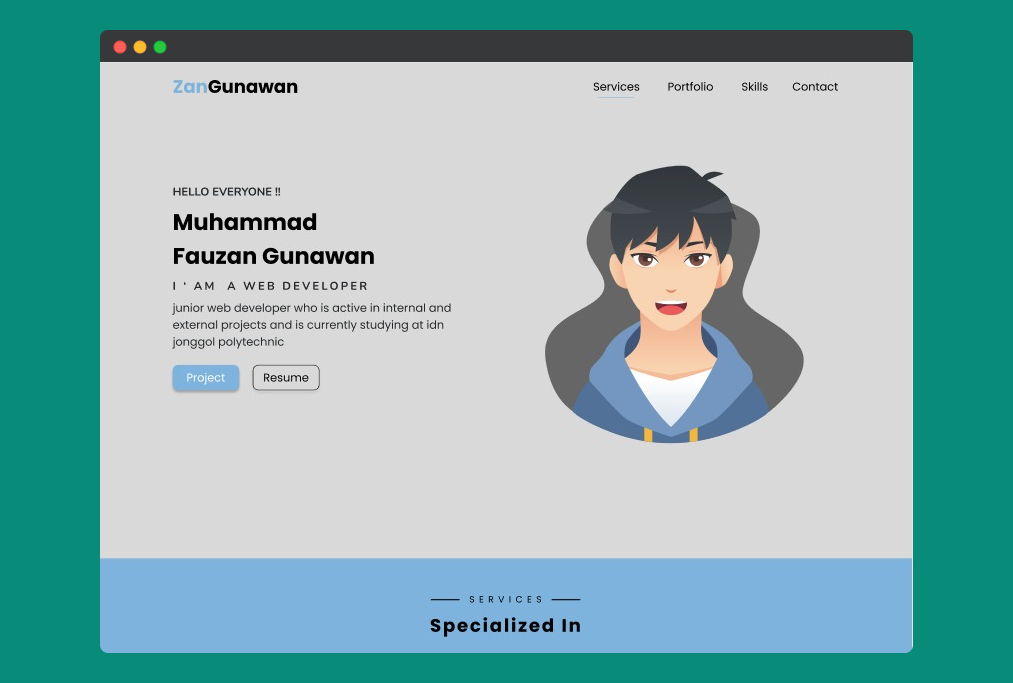 ZanGunawan
Services Portfolio Skills Contact
HELLO EVERYONE !!
Muhammad
Fauzan Gunawan
I ' AM A WEB DEVELOPER
junior web developer who is active in internal and
external projects and is currently studying at idn
jonggol polytechnic
Project Resume
SERVICES
Specialized In